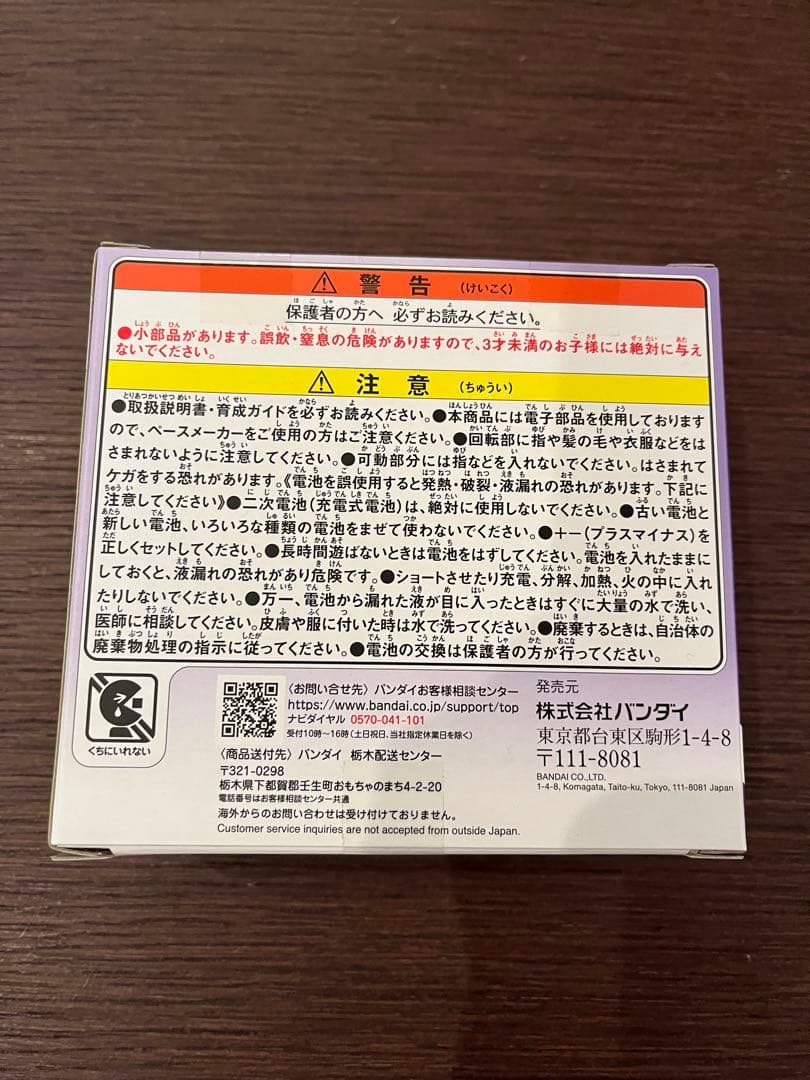 警告 (けいこく)
保護者の方へ 必ずお読みください。
●小部品があります。誤飲・窒息の危険がありますので、3才未満のお子様には絶対に与え
ないでください。
注意 (ちゅうい)
●取扱説明書・育成ガイドを必ずお読みください。●本商品には電子部品を使用しております
ので、ペースメーカーをご使用の方はご注意ください。●回転部に指や髪の毛や衣服などをは
さまれないように注意してください。●可動部分には指などを入れないでください。はさまれて
ケガをする恐れがあります。《電池を誤使用すると発熱・破裂・液漏れの恐れがあります。下記に
注意してください》●二次電池(充電式電池)は、絶対に使用しないでください。●古い電池と
新しい電池、いろいろな種類の電池をまぜて使わないでください。●+-(プラスマイナス)を
正しくセットしてください。●長時間遊ばないときは電池をはずしてください。電池を入れたままに
しておくと、液漏れの恐れがあり危険です。●ショートさせたり充電、分解、加熱、火の中に入れ
たりしないでください。●万一、電池から漏れた液が目に入ったときはすぐに大量の水で洗い、
医師に相談してください。皮膚や服に付いた時は水で洗ってください。●廃棄するときは、自治体の
廃棄物処理の指示に従ってください。●電池の交換は保護者の方が行ってください。
くちにいれない
〈お問い合せ先〉バンダイお客様相談センター
https://www.bandai.co.jp/support/top
ナビダイヤル 0570-041-101
受付10時~16時(土日祝日、当社指定休業日を除く)
〈商品送付先〉バンダイ 栃木配送センター
〒321-0298
栃木県下都賀郡壬生町おもちゃのまち4-2-20
電話番号はお客様相談センター共通
海外からのお問い合わせは受け付けておりません。
Customer service inquiries are not accepted from outside Japan.
発売元
株式会社バンダイ
東京都台東区駒形1-4-8
〒111-8081
BANDAI CO.,LTD.
1-4-8, Komagata, Taito-ku, Tokyo, 111-8081 Japan